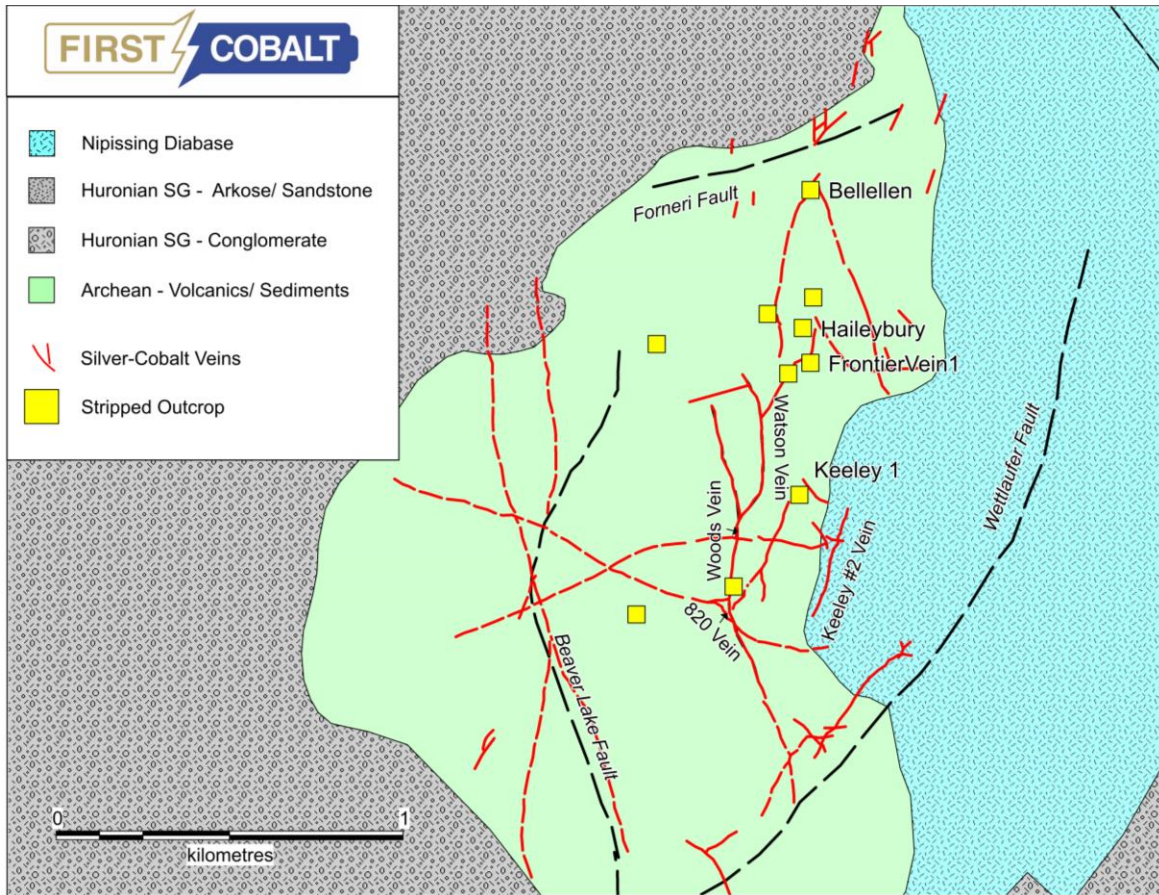 FIRST COBALT
Nipissing Diabase
Huronian SG - Arkose/ Sandstone
Huronian SG - Conglomerate
Archean - Volcanics/ Sediments
Silver-Cobalt Veins
Stripped Outcrop
Forneri Fault
Bellellen
Haileybury
FrontierVein1
Watson Vein
Keeley 1
Woods Vein
Keeley #2 Vein
Wettlaufer Fault
820 Vein
Beaver Lake Fault
0 1
kilometres